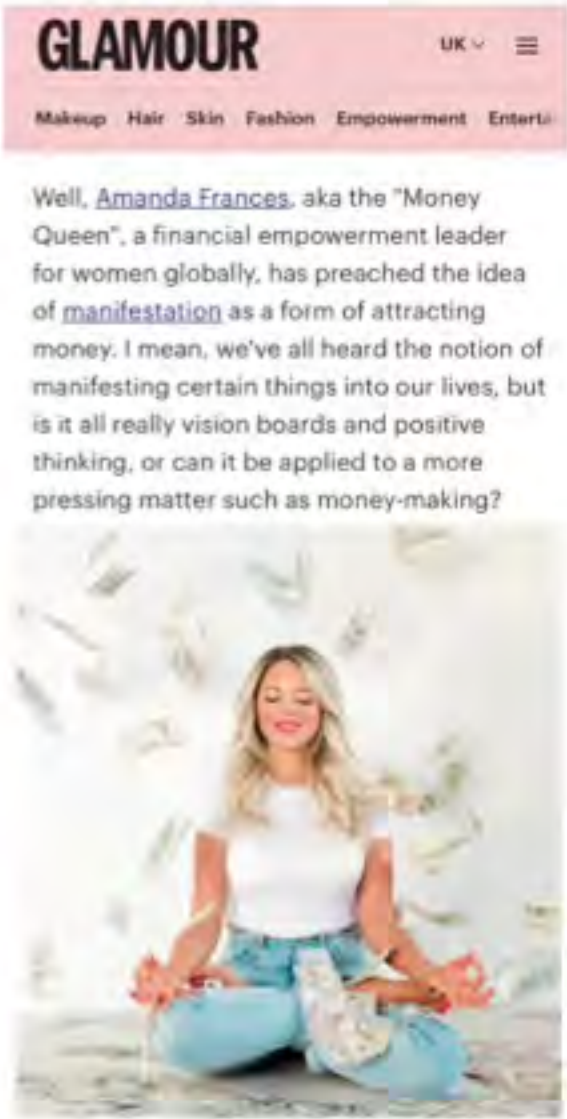 GLAMOUR
UK
Makeup Hair Skin Fashion Empowerment Enterta
Well, Amanda Frances, aka the "Money
Queen", a financial empowerment leader
for women globally, has preached the idea
of manifestation as a form of attracting
money. I mean, we've all heard the notion of
manifesting certain things into our lives, but
is it all really vision boards and positive
thinking, or can it be applied to a more
pressing matter such as money-making?